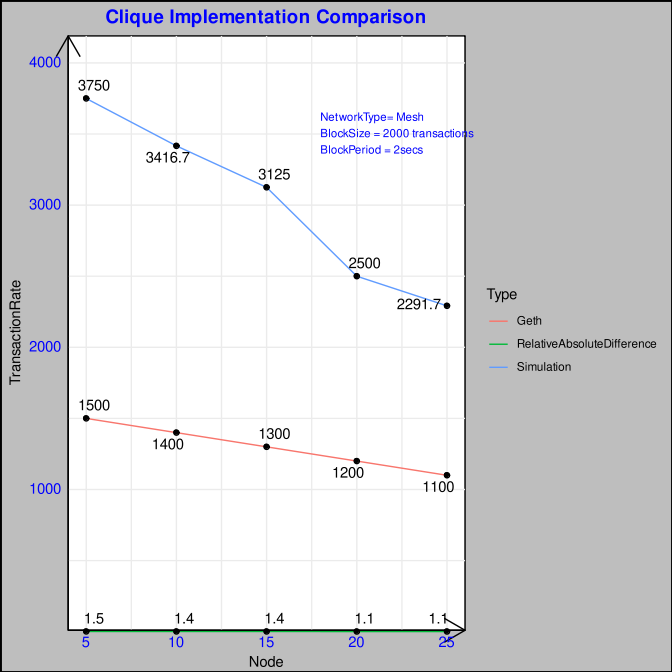 Clique Implementation Comparison
4000
3750
NetworkType= Mesh
BlockSize = 2000 transactions
BlockPeriod = 2secs
3416.7
3125
3000
2500
2291.7
Type
Geth
RelativeAbsoluteDifference
Simulation
TransactionRate
2000
1500
1400
1300
1200
1100
1000
1.5
1.4
1.4
1.1
1.1
5
10
15
20
25
Node